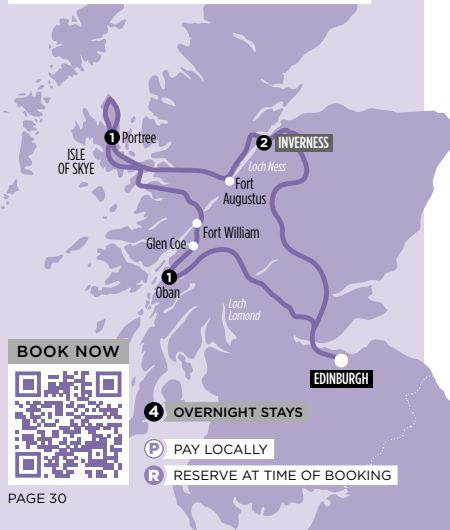 1 Portree
ISLE
OF SKYE
2 INVERNESS
Loch Ness
Fort
Augustus
Fort William
Glen Coe
1
Oban
Loch
Lomond
EDINBURGH
BOOK NOW
4 OVERNIGHT STAYS
P PAY LOCALLY
R RESERVE AT TIME OF BOOKING
PAGE 30